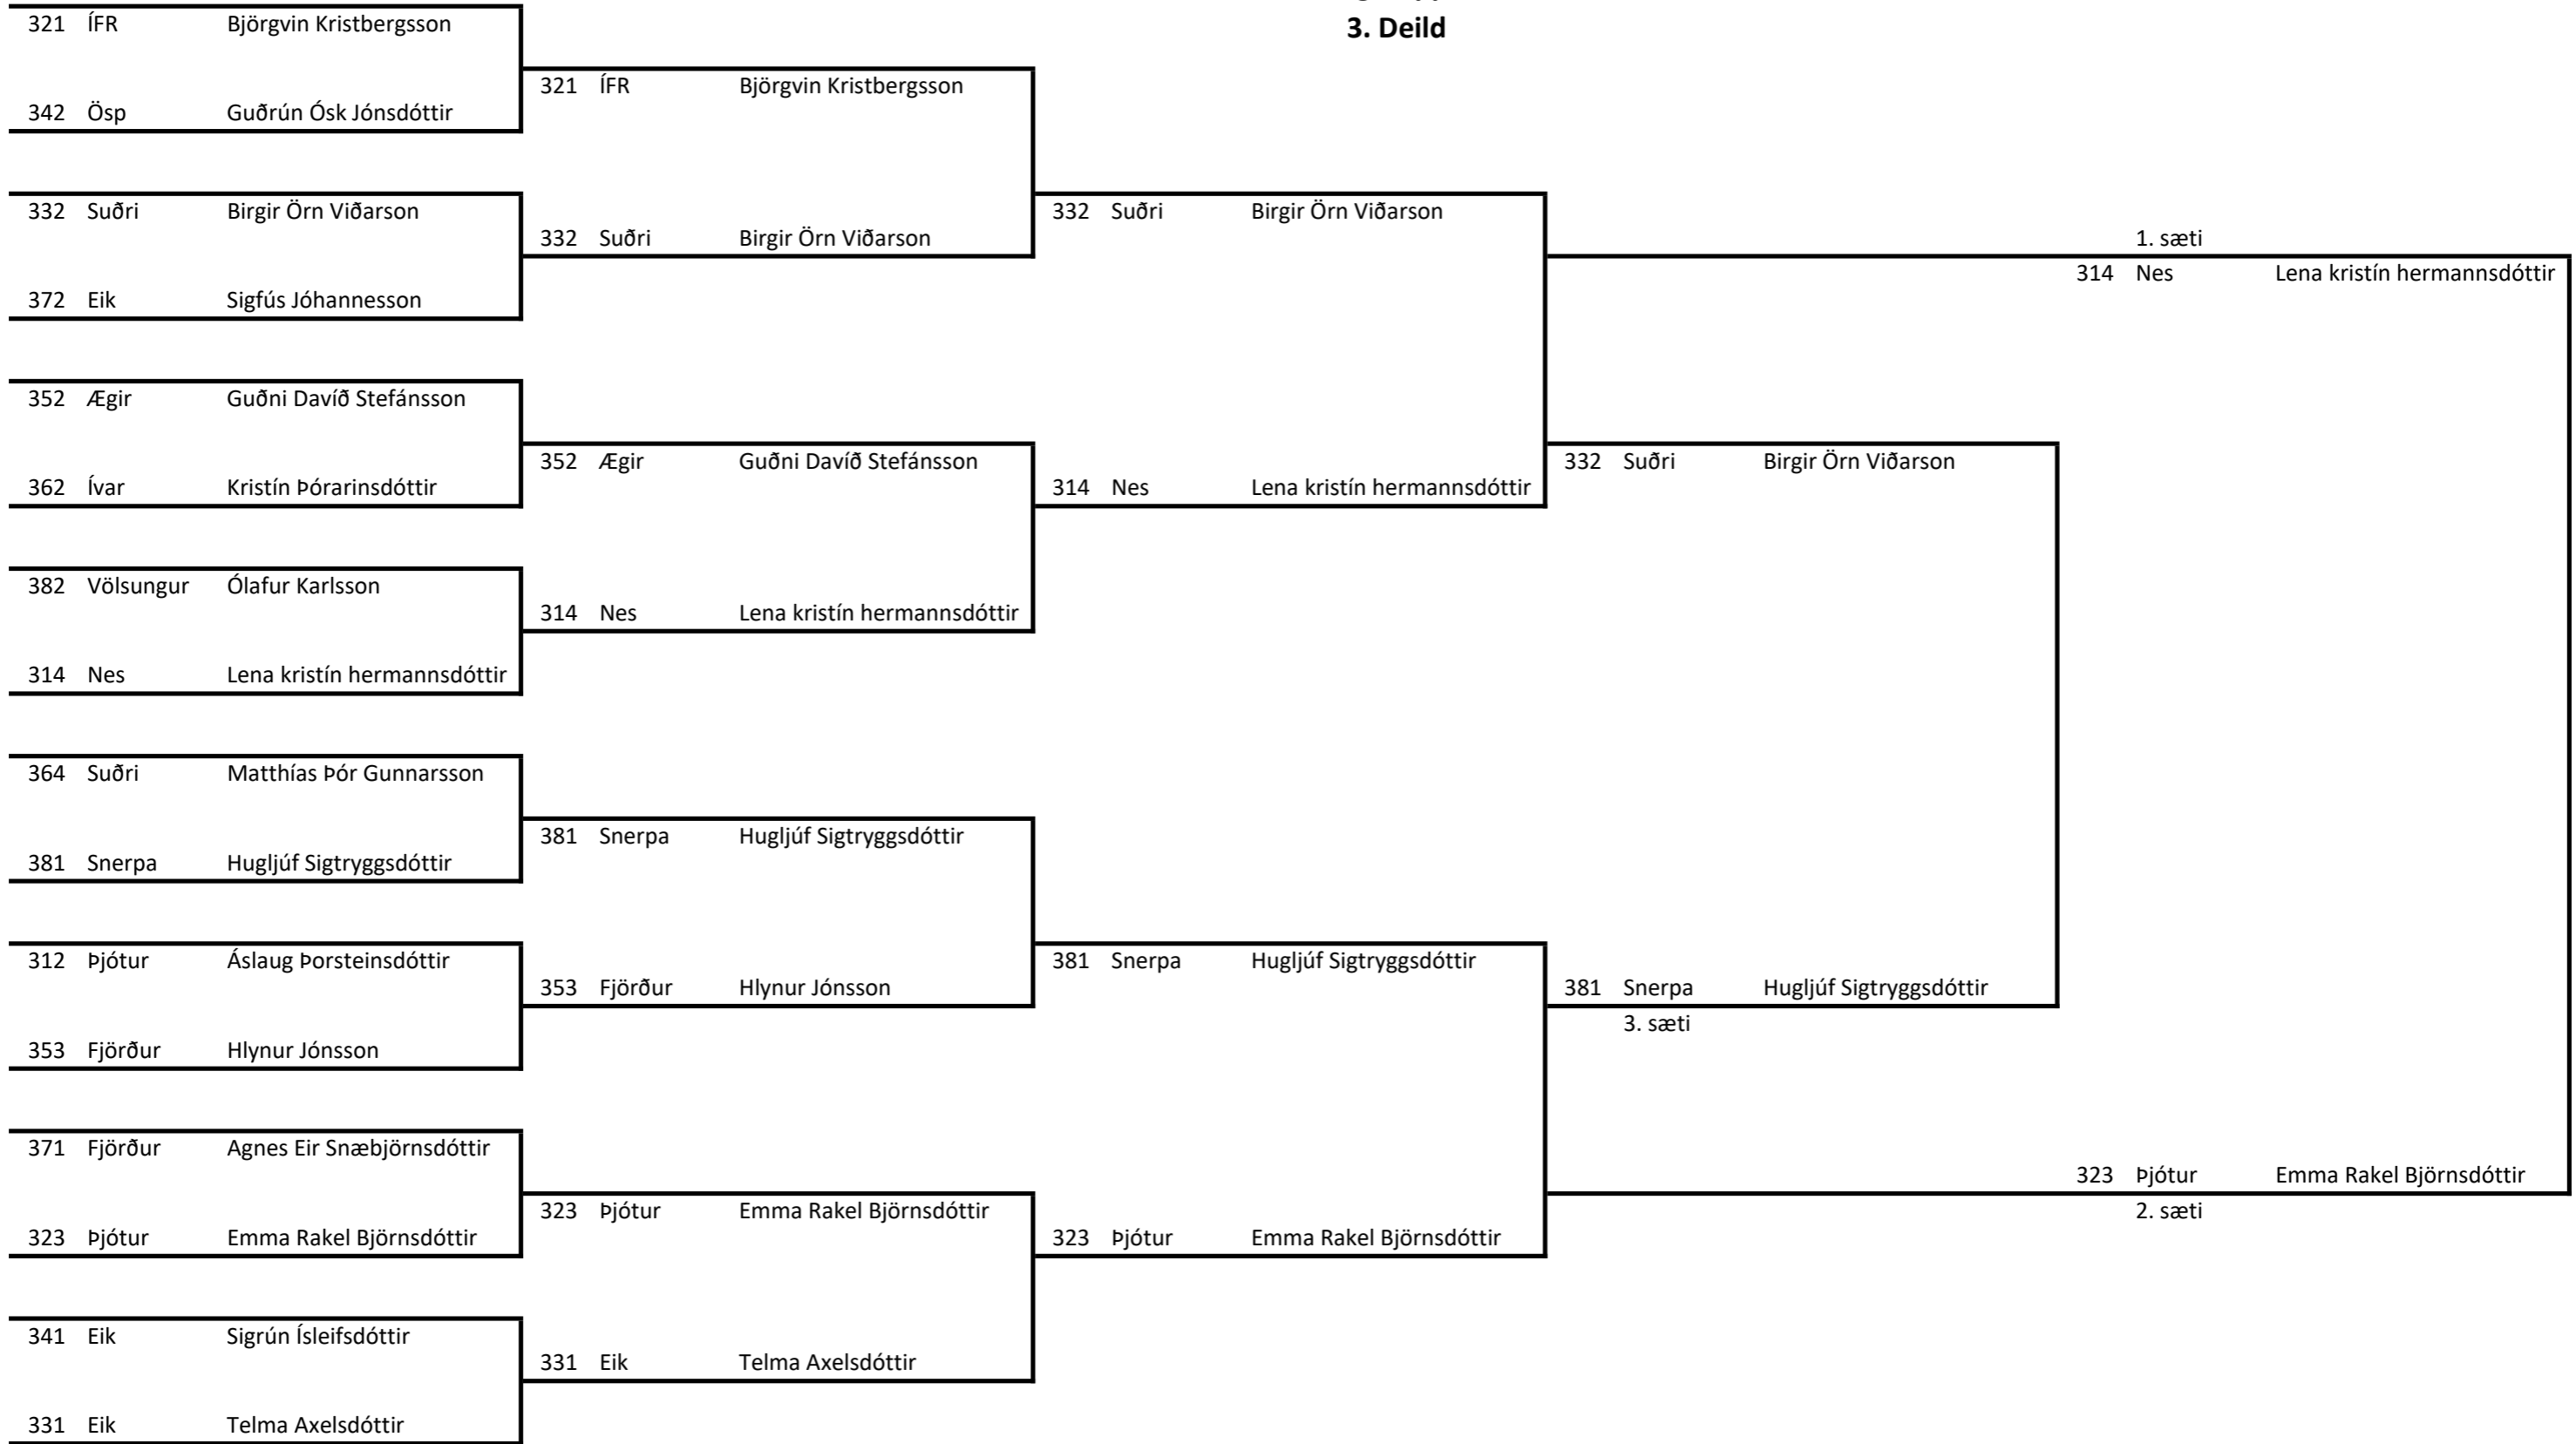 3. Deild
321 ÍFR Björgvin Kristbergsson
342 Ösp Guðrún Ósk Jónsdóttir
332 Suðri Birgir Örn Viðarson
372 Eik Sigfús Jóhannesson
352 Ægir Guðni Davíð Stefánsson
362 Ívar Kristín Þórarinsdóttir
382 Völsungur Ólafur Karlsson
314 Nes Lena kristín hermannsdóttir
364 Suðri Matthías Þór Gunnarsson
381 Snerpa Hugljúf Sigtryggsdóttir
312 Þjótur Áslaug Þorsteinsdóttir
353 Fjörður Hlynur Jónsson
371 Fjörður Agnes Eir Snæbjörnsdóttir
323 Þjótur Emma Rakel Björnsdóttir
341 Eik Sigrún Ísleifsdóttir
331 Eik Telma Axelsdóttir
321 ÍFR Björgvin Kristbergsson
332 Suðri Birgir Örn Viðarson
352 Ægir Guðni Davíð Stefánsson
314 Nes Lena kristín hermannsdóttir
381 Snerpa Hugljúf Sigtryggsdóttir
353 Fjörður Hlynur Jónsson
323 Þjótur Emma Rakel Björnsdóttir
331 Eik Telma Axelsdóttir
332 Suðri Birgir Örn Viðarson
314 Nes Lena kristín hermannsdóttir
381 Snerpa Hugljúf Sigtryggsdóttir
323 Þjótur Emma Rakel Björnsdóttir
332 Suðri Birgir Örn Viðarson
381 Snerpa Hugljúf Sigtryggsdóttir
3. sæti
1. sæti
314 Nes Lena kristín hermannsdóttir
323 Þjótur Emma Rakel Björnsdóttir
2. sæti